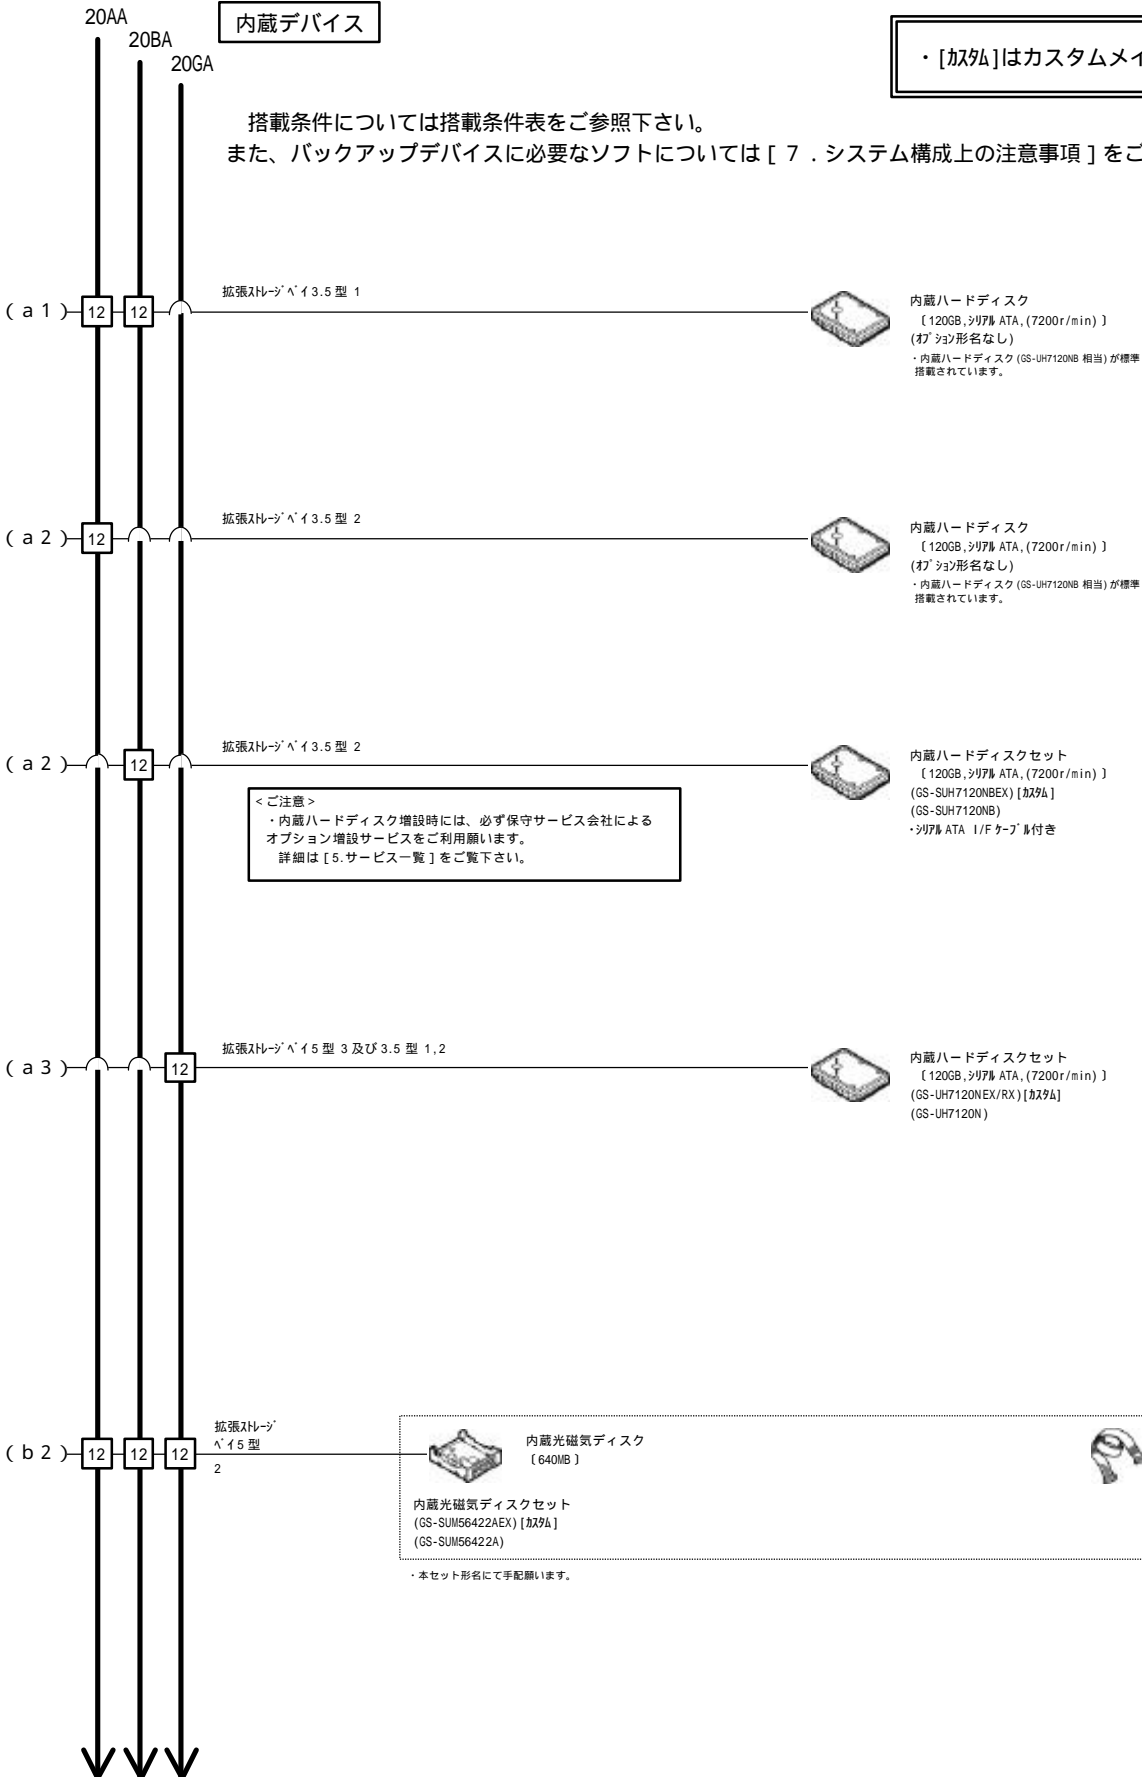 20AA
20BA
20GA
内蔵デバイス
・[ｶｽﾀﾑ]はカスタムメイ
搭載条件については搭載条件表をご参照下さい。
また、バックアップデバイスに必要なソフトについては [ 7 . システム構成上の注意事項 ] をご
(a1)
12
12
拡張ｽﾄﾚｰｼﾞﾍﾞｲ3.5型 1
内蔵ハードディスク
〔120GB,ｼﾘｱﾙ ATA,(7200r/min) 〕
(ｵﾌﾟｼｮﾝ形名なし)
・内蔵ハードディスク(GS-UH7120NB 相当)が標準
搭載されています。
(a2)
12
拡張ｽﾄﾚｰｼﾞﾍﾞｲ3.5型 2
内蔵ハードディスク
〔120GB,ｼﾘｱﾙ ATA,(7200r/min) 〕
(ｵﾌﾟｼｮﾝ形名なし)
・内蔵ハードディスク(GS-UH7120NB 相当)が標準
搭載されています。
(a2)
12
拡張ｽﾄﾚｰｼﾞﾍﾞｲ3.5型 2
内蔵ハードディスクセット
〔120GB,ｼﾘｱﾙ ATA,(7200r/min) 〕
(GS-SUH7120NBEX)[ｶｽﾀﾑ]
(GS-SUH7120NB)
・ｼﾘｱﾙ ATA I/F ｹｰﾌﾞﾙ付き
<ご注意>
・内蔵ハードディスク増設時には、必ず保守サービス会社による
オプション増設サービスをご利用願います。
詳細は [5.サービス一覧] をご覧下さい。
(a3)
12
拡張ｽﾄﾚｰｼﾞﾍﾞｲ5型 3及び3.5型 1,2
内蔵ハードディスクセット
〔120GB,ｼﾘｱﾙ ATA,(7200r/min) 〕
(GS-UH7120NEX/RX)[ｶｽﾀﾑ]
(GS-UH7120N)
(b2)
12
12
12
拡張ｽﾄﾚｰｼﾞ
ﾍﾞｲ5型
2
内蔵光磁気ディスク
〔640MB 〕
内蔵光磁気ディスクセット
(GS-SUM56422AEX)[ｶｽﾀﾑ]
(GS-SUM56422A)
・本セット形名にて手配願います。